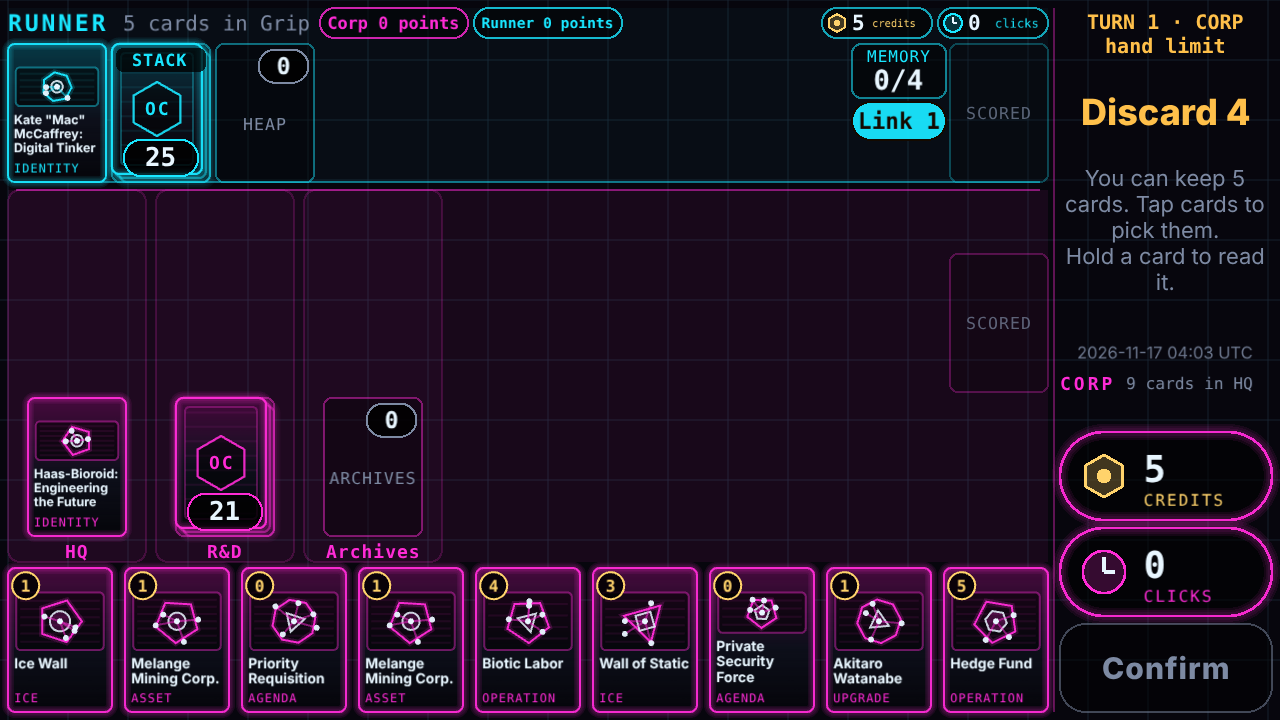 RUNNER 5 cards in Grip Corp 0 points Runner 0 points 5 credits 0 clicks
Kate "Mac"
McCaffrey:
Digital Tinker
IDENTITY
STACK
OC
25
0
HEAP
MEMORY
0/4
Link 1
SCORED
TURN 1 · CORP
hand limit
Discard 4
You can keep 5
cards. Tap cards to
pick them.
Hold a card to read
it.
2026-11-17 04:03 UTC
CORP 9 cards in HQ
5
CREDITS
0
CLICKS
Confirm
SCORED
Haas-Bioroid:
Engineering
the Future
IDENTITY
HQ
OC
21
R&D
0
ARCHIVES
Archives
1
Ice Wall
ICE
1
Melange
Mining Corp.
ASSET
0
Priority
Requisition
AGENDA
1
Melange
Mining Corp.
ASSET
4
Biotic Labor
OPERATION
3
Wall of Static
ICE
0
Private
Security
Force
AGENDA
1
Akitaro
Watanabe
UPGRADE
5
Hedge Fund
OPERATION